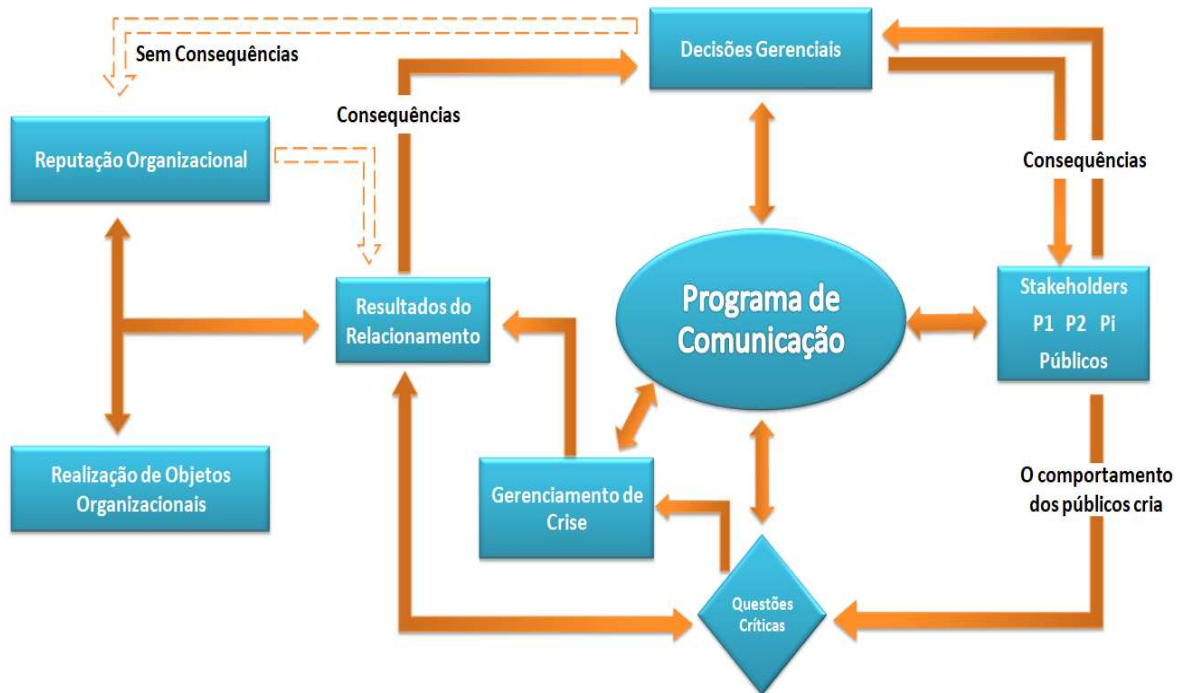 Decisões Gerenciais
Sem Consequências
Consequências
Reputação Organizacional
Consequências
Programa de
Comunicação
Stakeholders
P1 P2 Pi
Públicos
Resultados do
Relacionamento
Realização de Objetos
Organizacionais
Gerenciamento de
Crise
O comportamento
dos públicos cria
Questões
Críticas